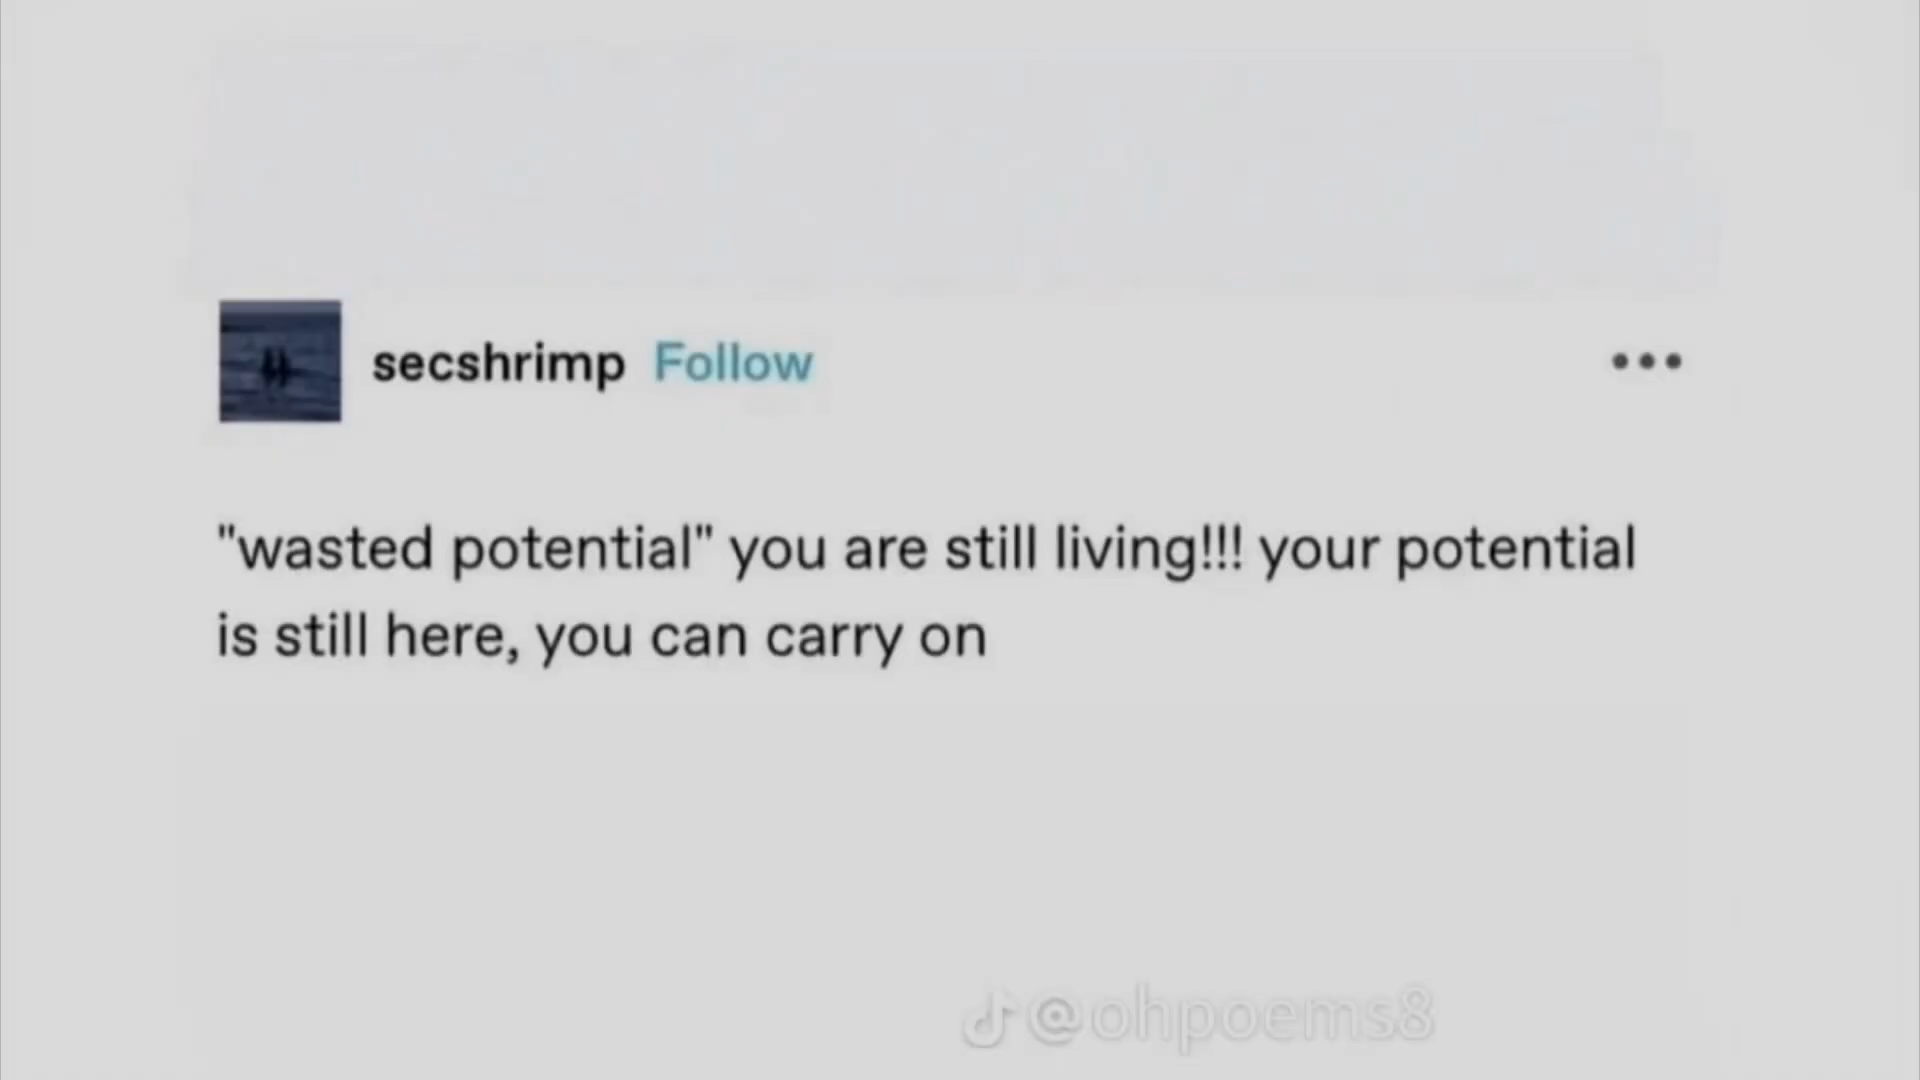 secshrimp Follow
"wasted potential" you are still living!!! your potential
is still here, you can carry on
@ohpoems8